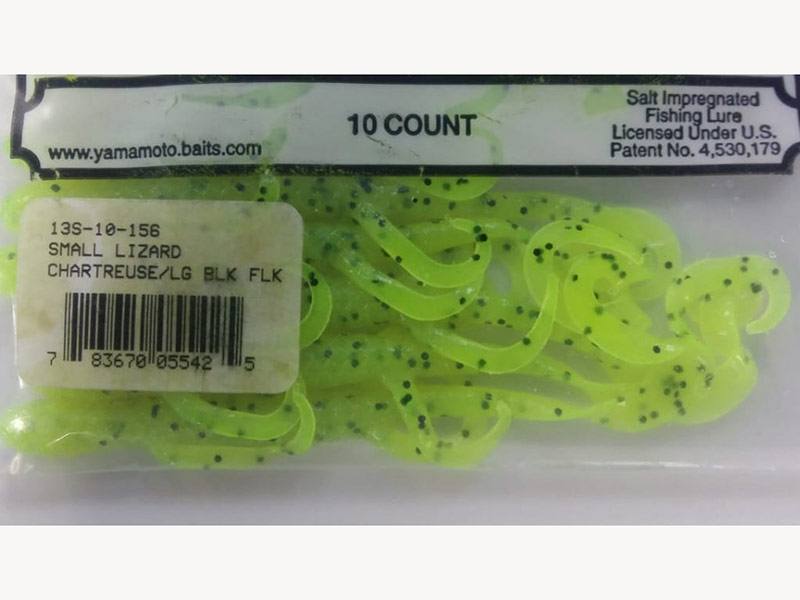 Salt Impregnated
Fishing Lure
Licensed Under U.S.
Patent No. 4,530,179
10 COUNT
www.yamamoto.baits.com
13S-10-156
SMALL LIZARD
CHARTREUSE/LG BLK FLK
7 83670 05542 5